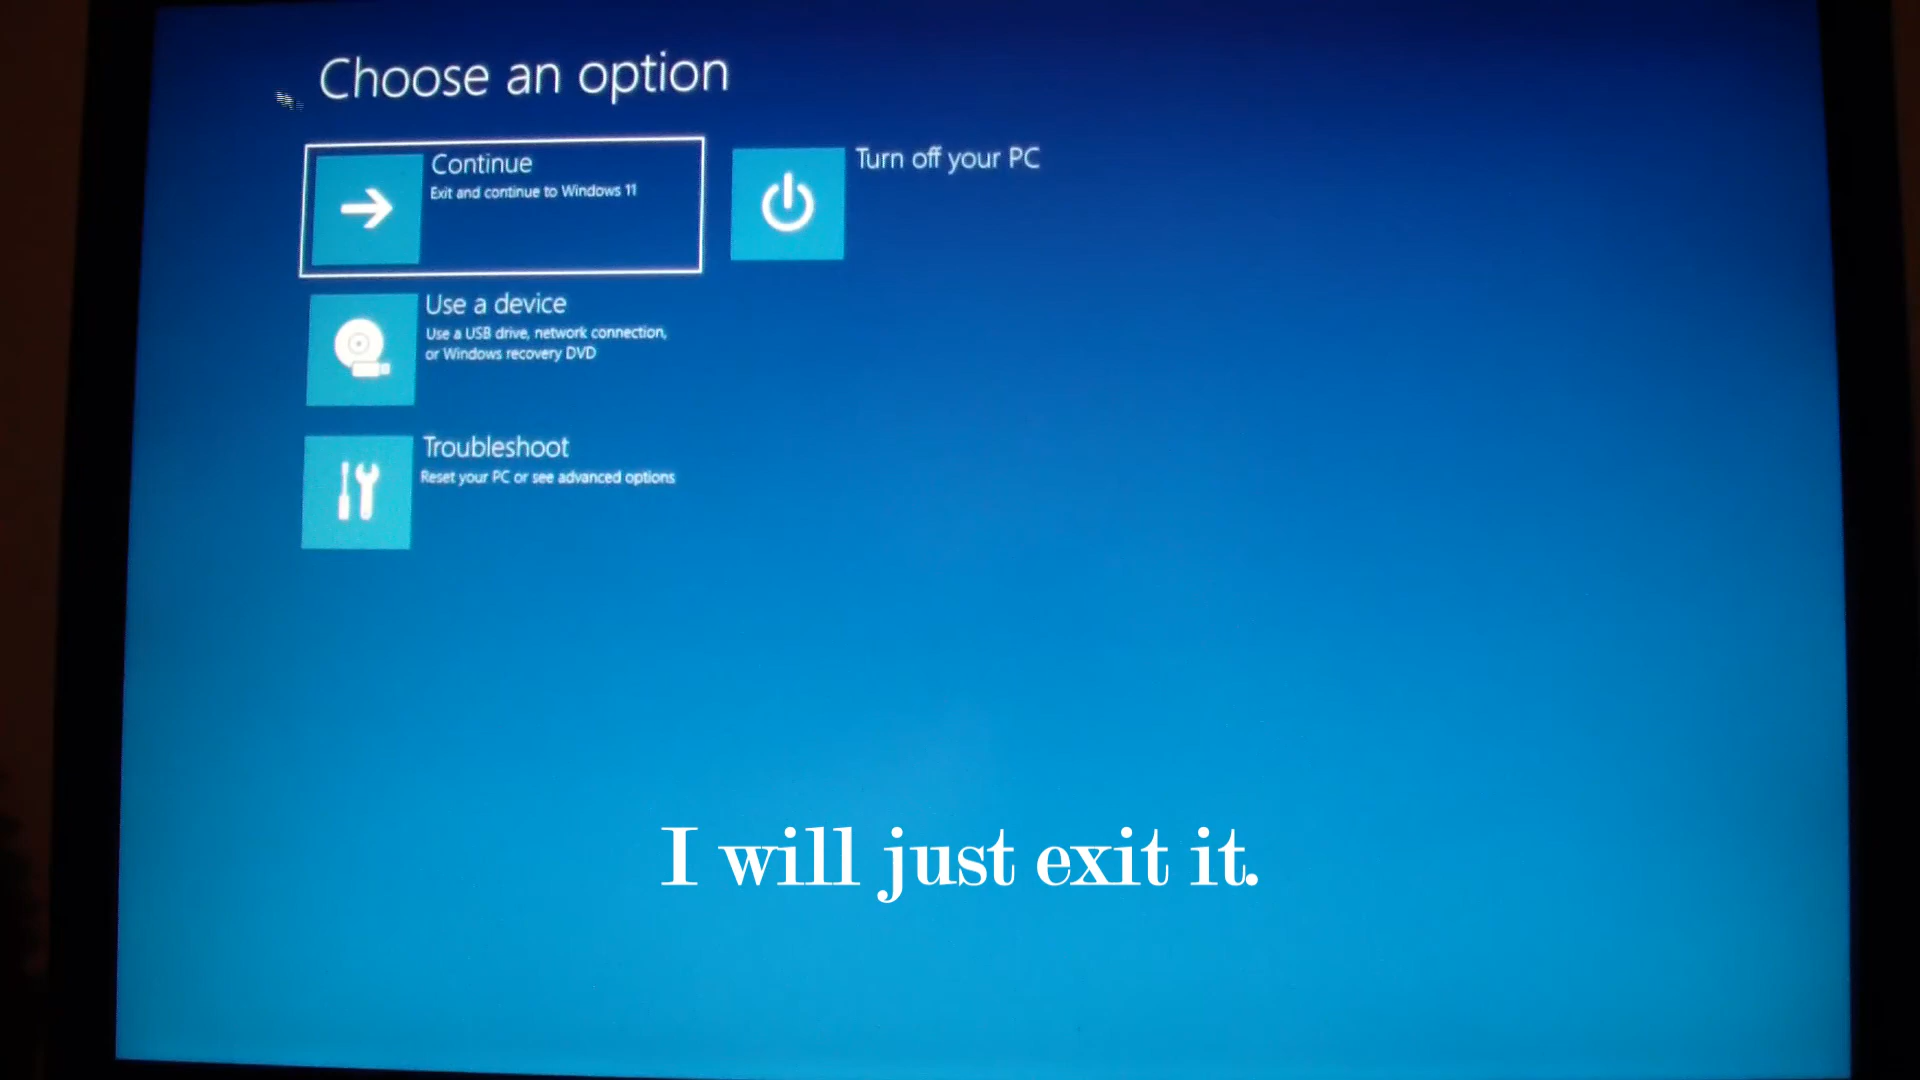 Choose an option
Continue
Exit and continue to Windows 11
Turn off your PC
Use a device
Use a USB drive, network connection,
or Windows recovery DVD
Troubleshoot
Reset your PC or see advanced options
I will just exit it.